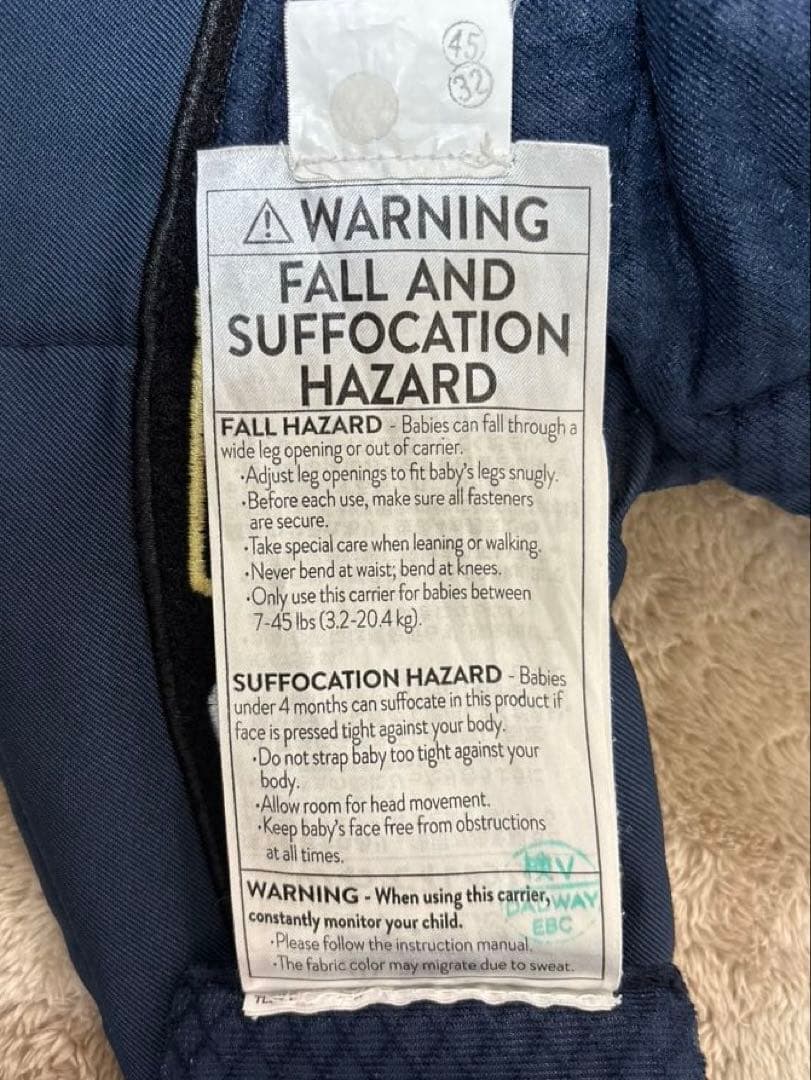 45
32
WARNING
FALL AND
SUFFOCATION
HAZARD
FALL HAZARD - Babies can fall through a
wide leg opening or out of carrier.
·Adjust leg openings to fit baby's legs snugly.
·Before each use, make sure all fasteners
are secure.
·Take special care when leaning or walking.
·Never bend at waist; bend at knees.
·Only use this carrier for babies between
7-45 lbs (3.2-20.4 kg).
SUFFOCATION HAZARD - Babies
under 4 months can suffocate in this product if
face is pressed tight against your body.
·Do not strap baby too tight against your
body.
·Allow room for head movement.
·Keep baby's face free from obstructions
at all times.
検V
WARNING - When using this carrier,
DADWAY
constantly monitor your child.
EBC
·Please follow the instruction manual.
·The fabric color may migrate due to sweat.